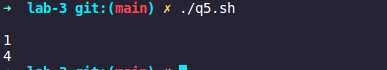 ➜ lab-3 git:(main) ✗ ./q5.sh
1
4